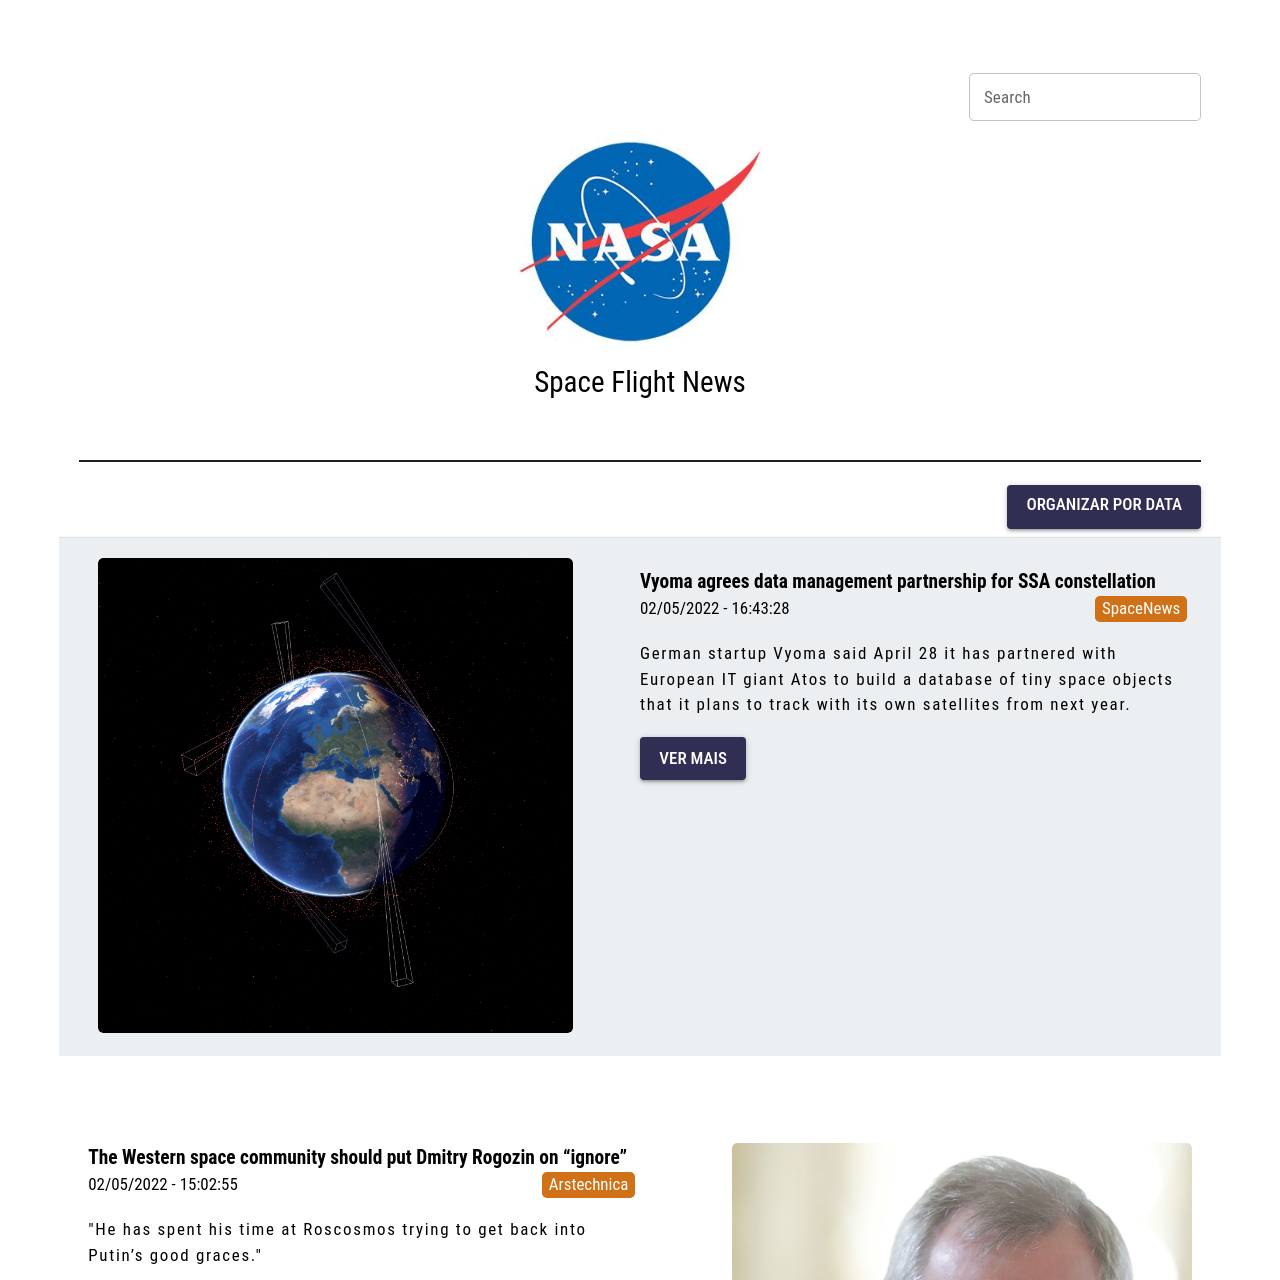 Search
NASA
Space Flight News
ORGANIZAR POR DATA
Vyoma agrees data management partnership for SSA constellation
02/05/2022 - 16:43:28
SpaceNews
German startup Vyoma said April 28 it has partnered with
European IT giant Atos to build a database of tiny space objects
that it plans to track with its own satellites from next year.
VER MAIS
The Western space community should put Dmitry Rogozin on “ignore”
02/05/2022 - 15:02:55
Arstechnica
"He has spent his time at Roscosmos trying to get back into
Putin’s good graces."